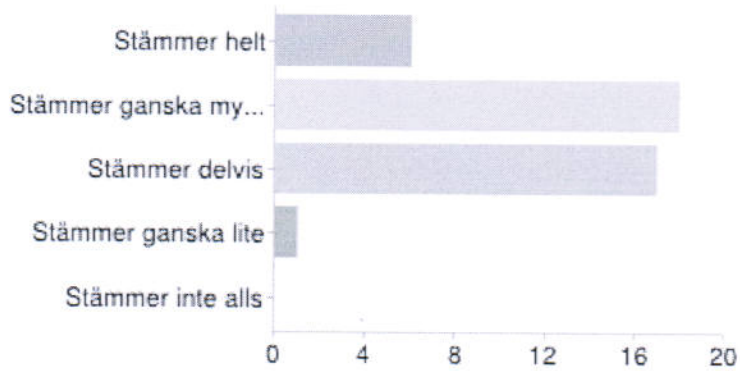 Stämmer helt
Stämmer ganska my...
Stämmer delvis
Stämmer ganska lite
Stämmer inte alls
0 4 8 12 16 20